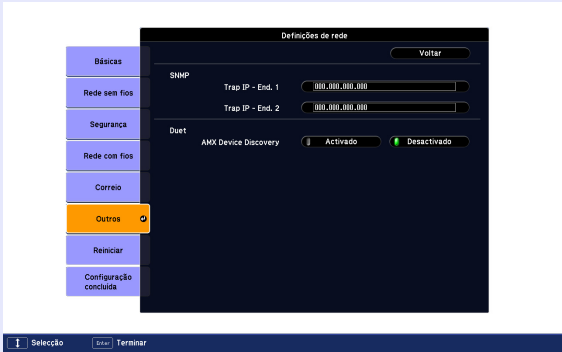 Definições de rede
Voltar
Básicas
Rede sem fios
Segurança
Rede com fios
Correio
Outros
Reiniciar
Configuração
concluída
SNMP
Trap IP - End. 1 000.000.000.000
Trap IP - End. 2 000.000.000.000
Duet
AMX Device Discovery Activado Desactivado
Selecção Enter Terminar